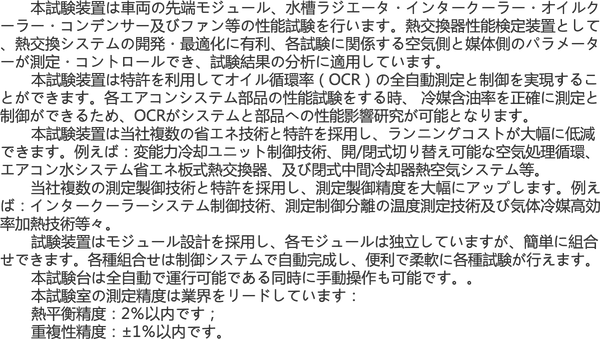 本試験装置は車両の先端モジュール、水槽ラジエータ・インタークーラー・オイルク
ーラー・コンデンサー及びファン等の性能試験を行います。熱交換器性能検定装置として
、熱交換システムの開発・最適化に有利、各試験に関係する空気側と媒体側のパラメータ
ーが測定・コントロールでき、試験結果の分析に適用しています。
本試験装置は特許を利用してオイル循環率（OCR）の全自動測定と制御を実現するこ
とができます。各エアコンシステム部品の性能試験をする時、 冷媒含油率を正確に測定と
制御ができるため、OCRがシステムと部品への性能影響研究が可能となります。
本試験装置は当社複数の省エネ技術と特許を採用し、ランニングコストが大幅に低減
できます。例えば：変能力冷却ユニット制御技術、開/閉式切り替え可能な空気処理循環、
エアコン水システム省エネ板式熱交換器、及び閉式中間冷却器熱空気システム等。
当社複数の測定製御技術と特許を採用し、測定製御精度を大幅にアップします。例え
ば：インタークーラーシステム制御技術、測定制御分離の温度測定技術及び気体冷媒高効
率加熱技術等々。
試験装置はモジュール設計を採用し、各モジュールは独立していますが、簡単に組合
せできます。各種組合せは制御システムで自動完成し、便利で柔軟に各種試験が行えます。
本試験台は全自動で運行可能である同時に手動操作も可能です。。
本試験室の測定精度は業界をリードしています：
熱平衡精度：2%以内です；
重複性精度：±1%以内です。